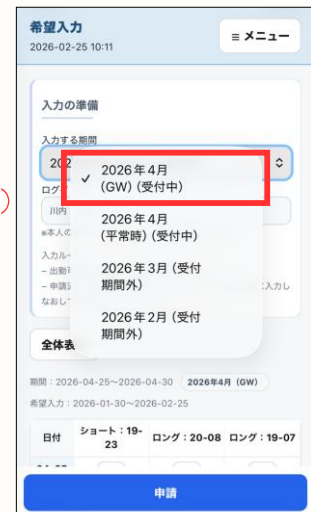 希望入力
2026-02-25 10:11
≡ メニュー
入力の準備
入力する期間
202
✓ 2026年4月
(GW)(受付中)
2026年4月
(平常時)(受付中)
2026年3月(受付
期間外)
2026年2月(受付
期間外)
ログ
川内
※本人の
入力ルー
- 出勤可
- 申請
に入力し
なおし
全体表
期間:2026-04-25~2026-04-30 2026年4月(GW)
希望入力:2026-01-30~2026-02-25
日付 ショート:19-23 ロング:20-08 ロング:19-07
申請